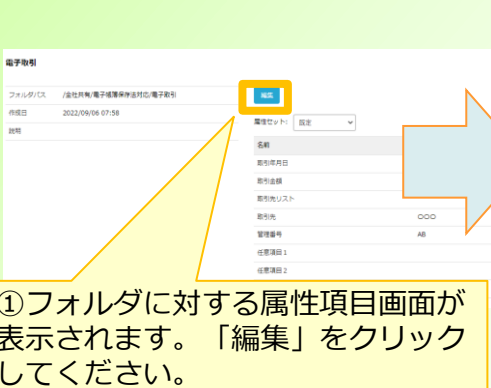 電子取引
フォルダパス /会社共有/電子帳簿保存法対応/電子取引
作成日 2022/09/06 07:58
説明
編集
属性セット: 既定
名前
取引年月日
取引金額
取引先リスト
取引先 〇〇〇
管理番号 AB
任意項目1
任意項目2
①フォルダに対する属性項目画面が
表示されます。「編集」をクリック
してください。